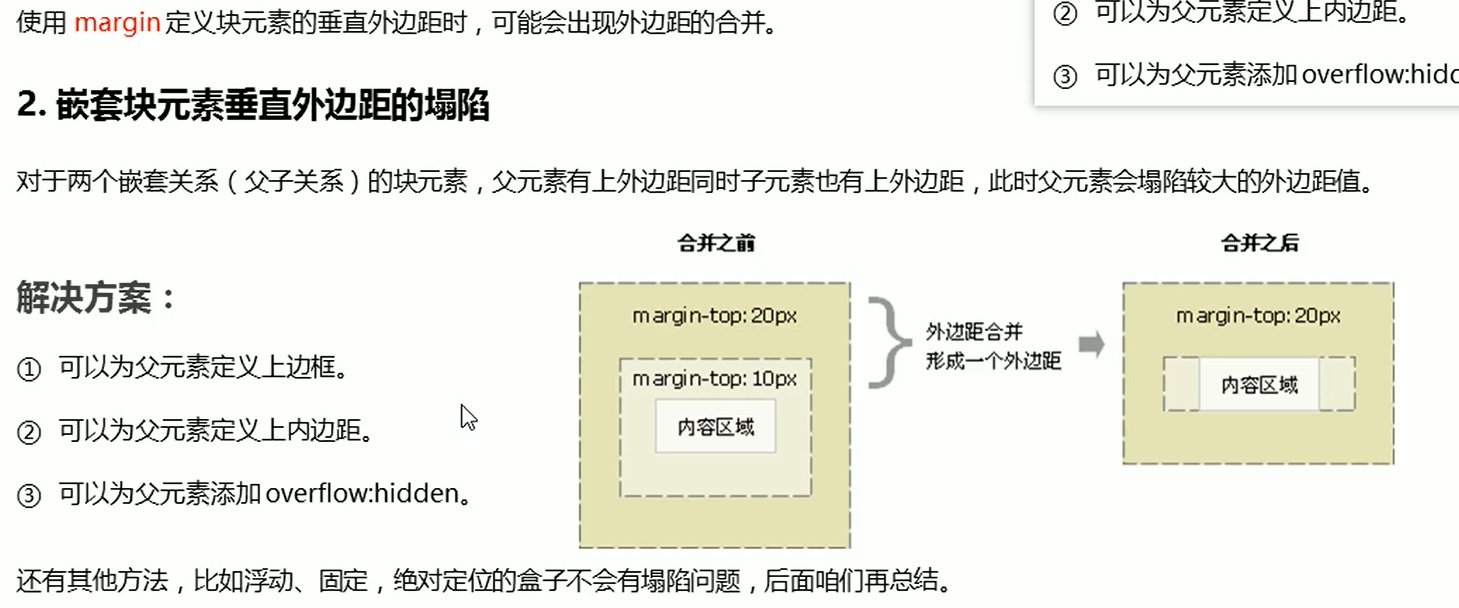 使用 margin 定义块元素的垂直外边距时，可能会出现外边距的合并。
② 可以为父元素定义上内边距。
③ 可以为父元素添加 overflow:hidd
2. 嵌套块元素垂直外边距的塌陷
对于两个嵌套关系（父子关系）的块元素，父元素有上外边距同时子元素也有上外边距，此时父元素会塌陷较大的外边距值。
解决方案：
① 可以为父元素定义上边框。
② 可以为父元素定义上内边距。
③ 可以为父元素添加 overflow:hidden。
合并之前
margin-top: 20px
margin-top: 10px
内容区域
外边距合并
形成一个外边距
合并之后
margin-top: 20px
内容区域
还有其他方法，比如浮动、固定，绝对定位的盒子不会有塌陷问题，后面咱们再总结。